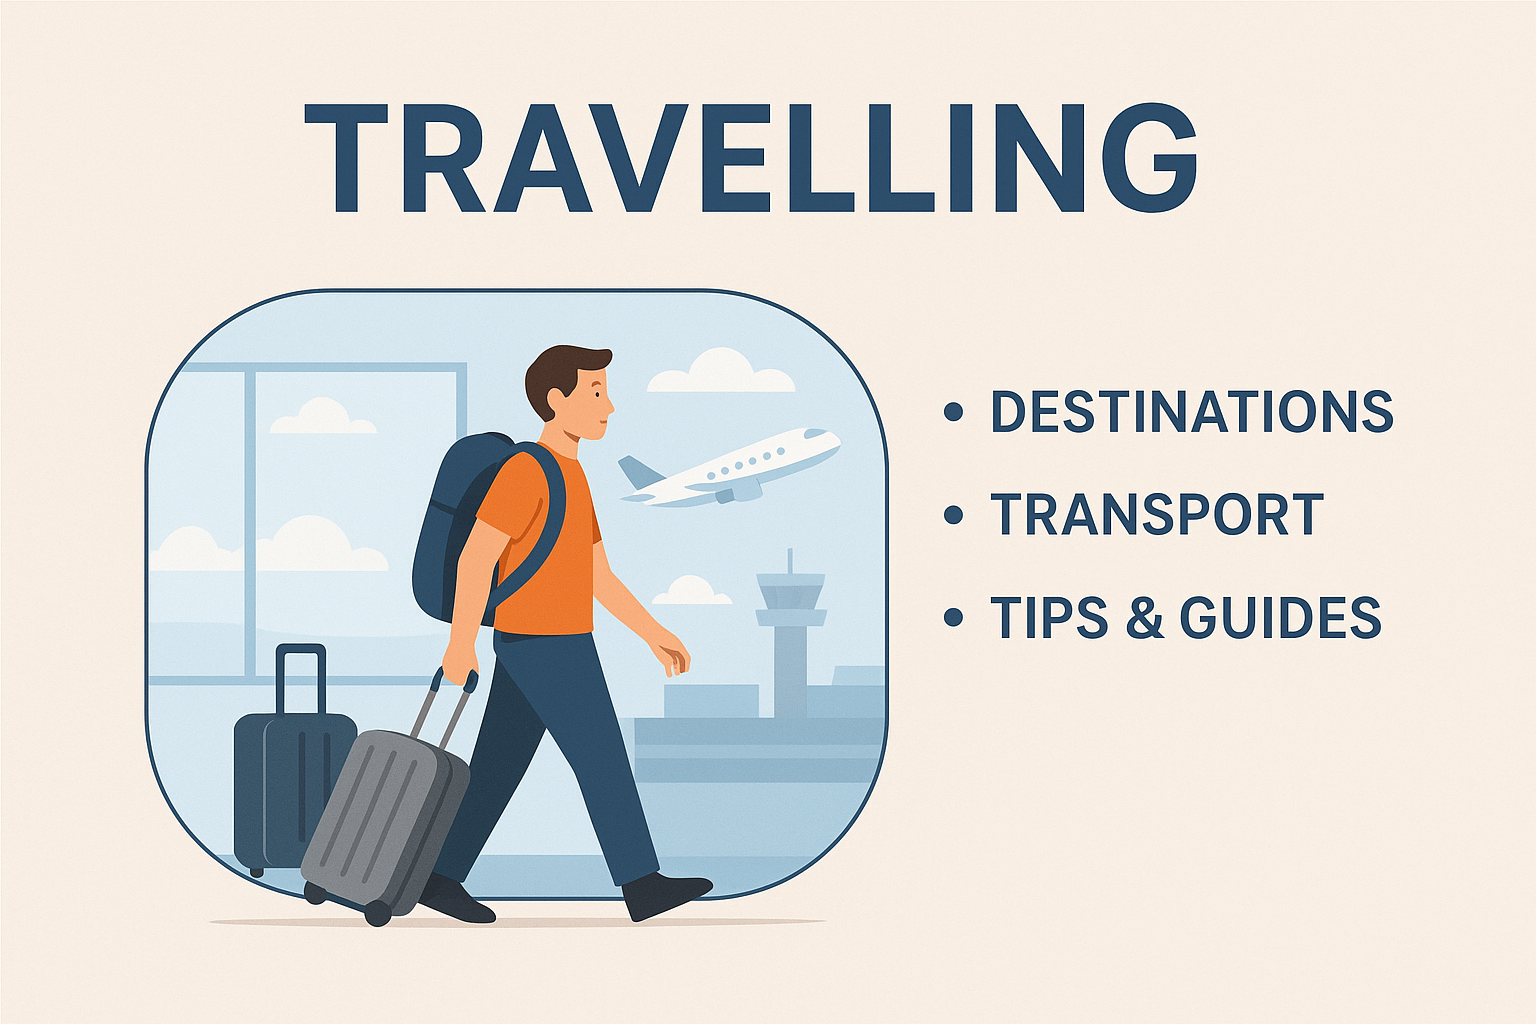 TRAVELLING
• DESTINATIONS
• TRANSPORT
• TIPS & GUIDES